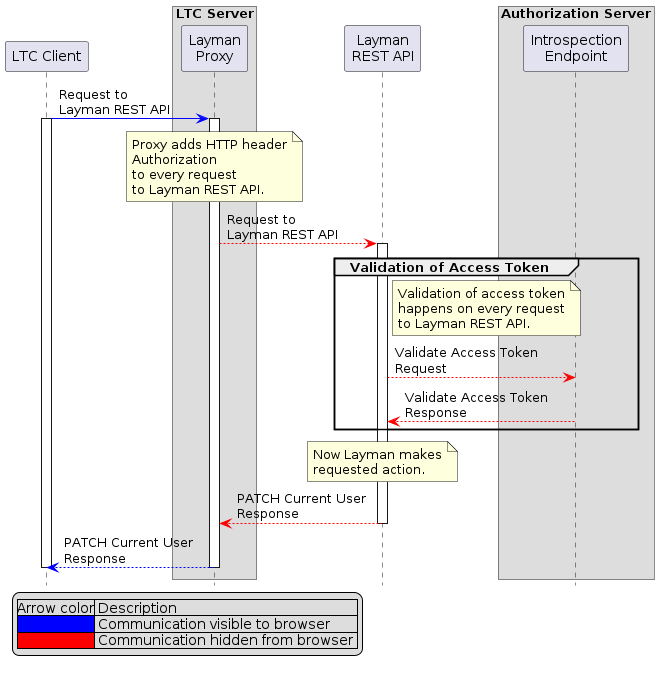 LTC Server
Authorization Server
LTC Client
Layman
Proxy
Layman
REST API
Introspection
Endpoint
Request to
Layman REST API
Proxy adds HTTP header
Authorization
to every request
to Layman REST API.
Request to
Layman REST API
Validation of Access Token
Validation of access token
happens on every request
to Layman REST API.
Validate Access Token
Request
Validate Access Token
Response
Now Layman makes
requested action.
PATCH Current User
Response
PATCH Current User
Response
Arrow color Description
Communication visible to browser
Communication hidden from browser